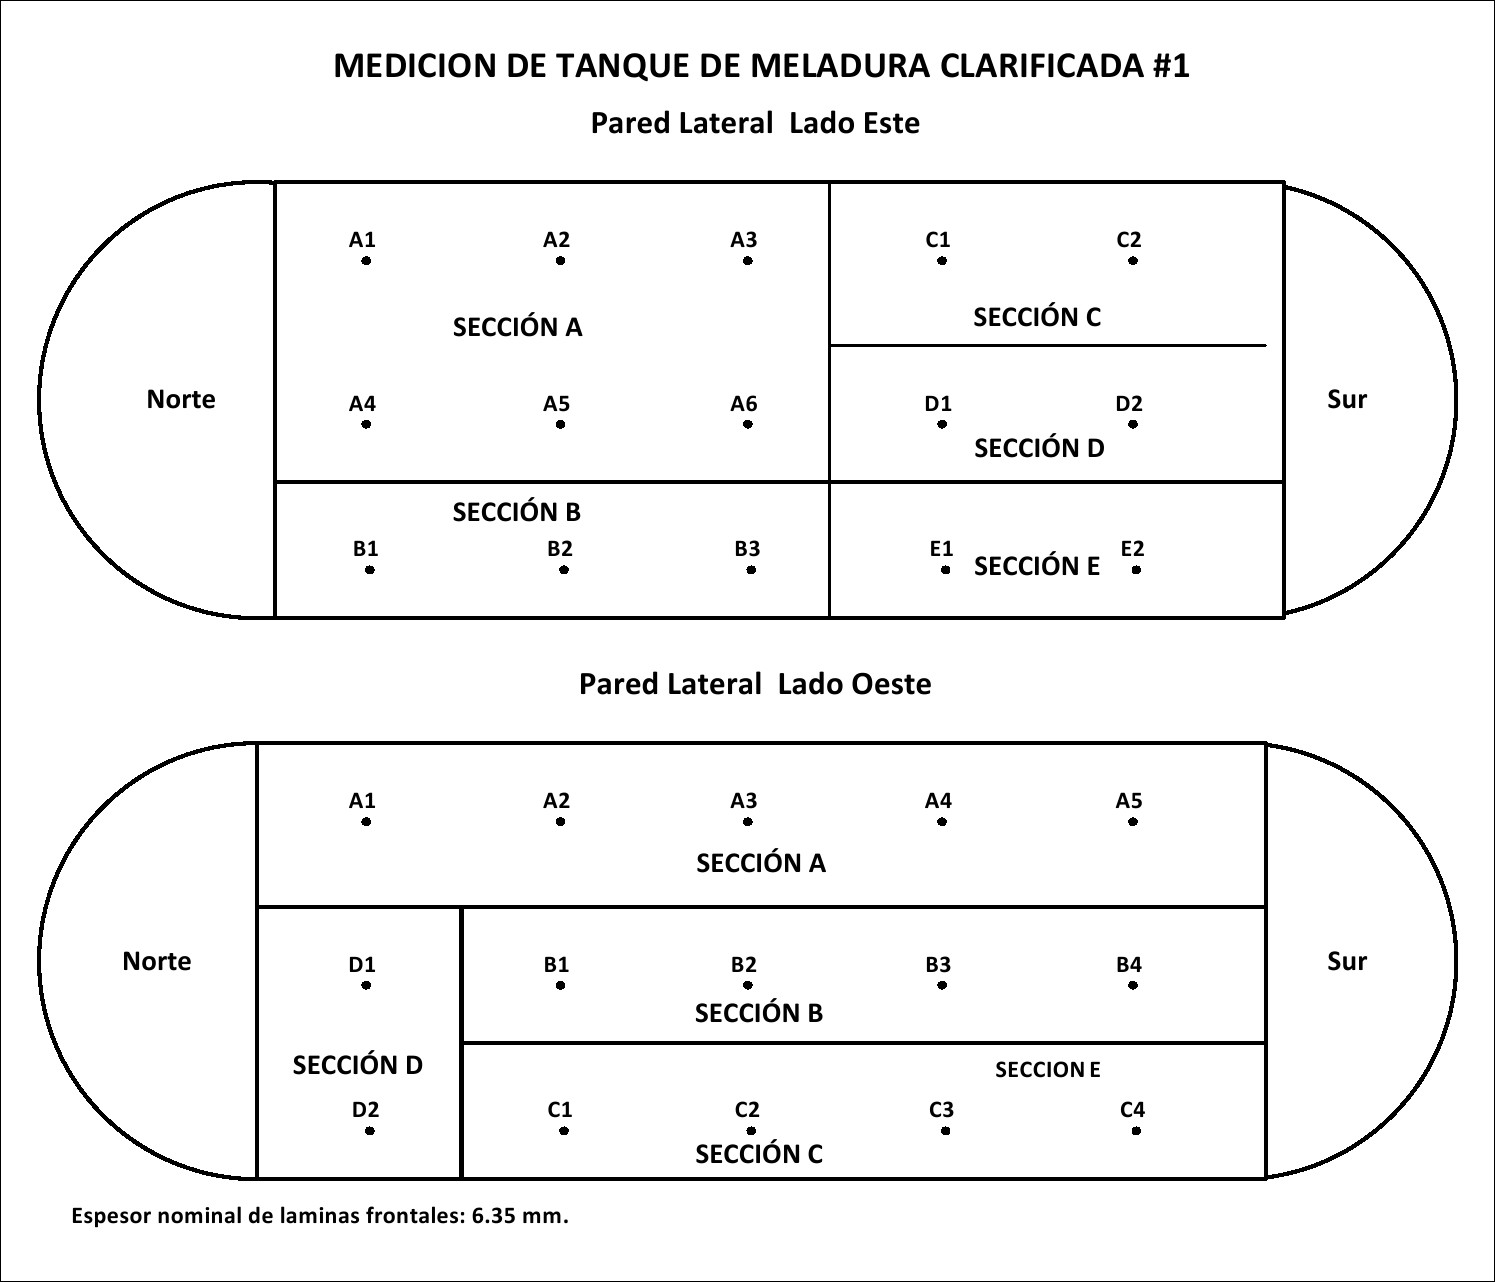 MEDICION DE TANQUE DE MELADURA CLARIFICADA #1
Pared Lateral Lado Este
A1 A2 A3 C1 C2
SECCIÓN A SECCIÓN C
Norte A4 A5 A6 D1 D2 Sur
SECCIÓN D
SECCIÓN B
B1 B2 B3 E1 SECCIÓN E E2
Pared Lateral Lado Oeste
A1 A2 A3 A4 A5
SECCIÓN A
Norte D1 B1 B2 B3 B4 Sur
SECCIÓN B
SECCIÓN D SECCION E
D2 C1 C2 C3 C4
SECCIÓN C
Espesor nominal de laminas frontales: 6.35 mm.